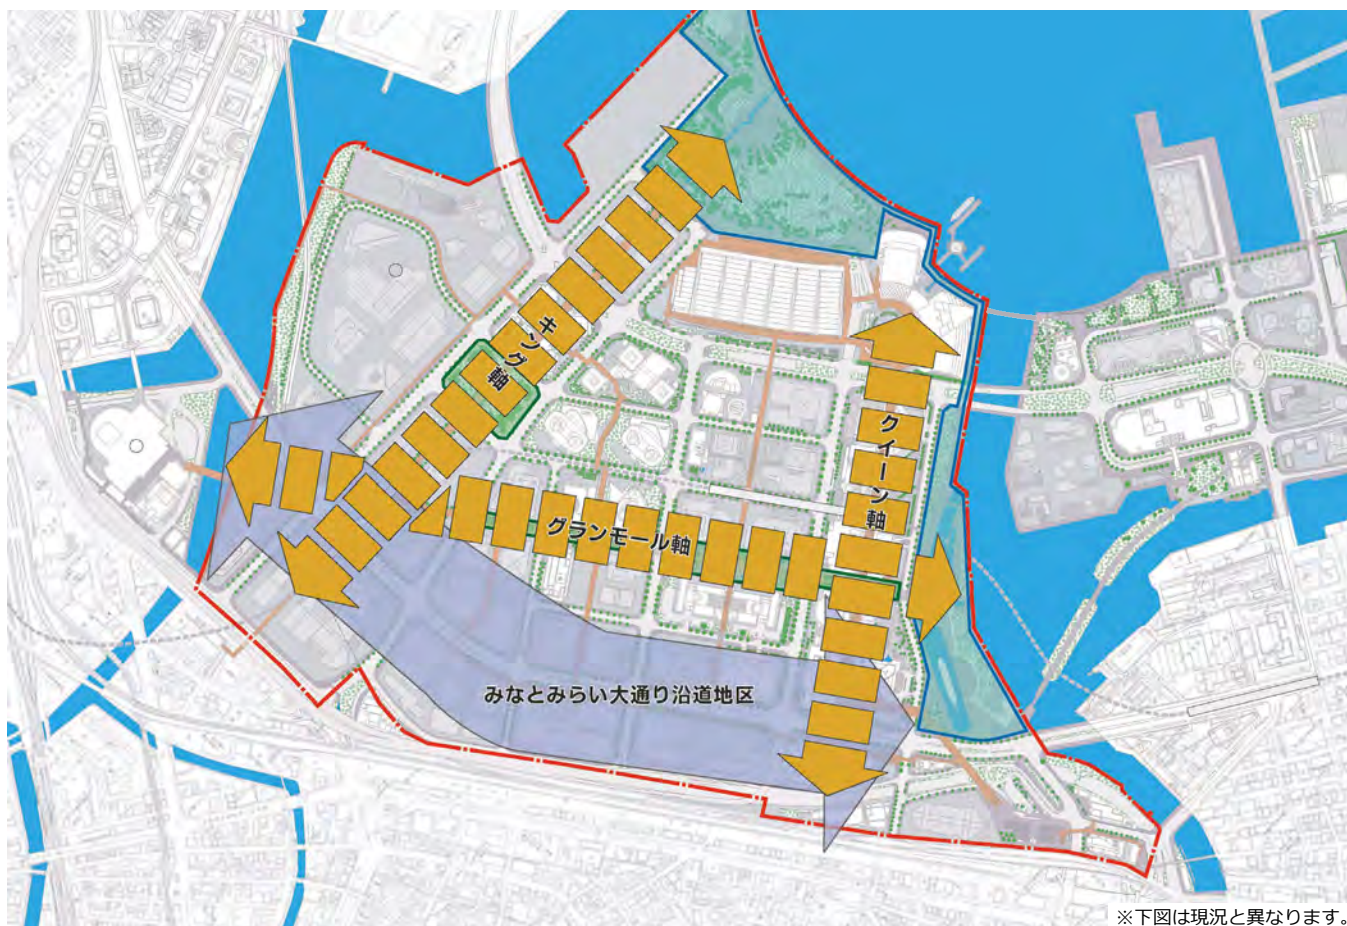 キング軸
クイーン軸
グランモール軸
みなとみらい大通り沿道地区
※下図は現況と異なります。